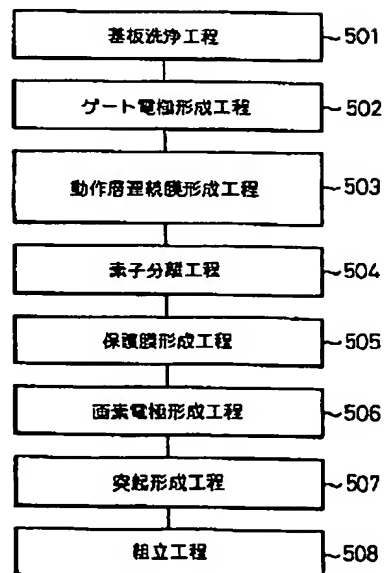 基板洗浄工程 501
ゲート電極形成工程 502
動作層連続膜形成工程 503
素子分離工程 504
保護膜形成工程 505
画素電極形成工程 506
突起形成工程 507
組立工程 508